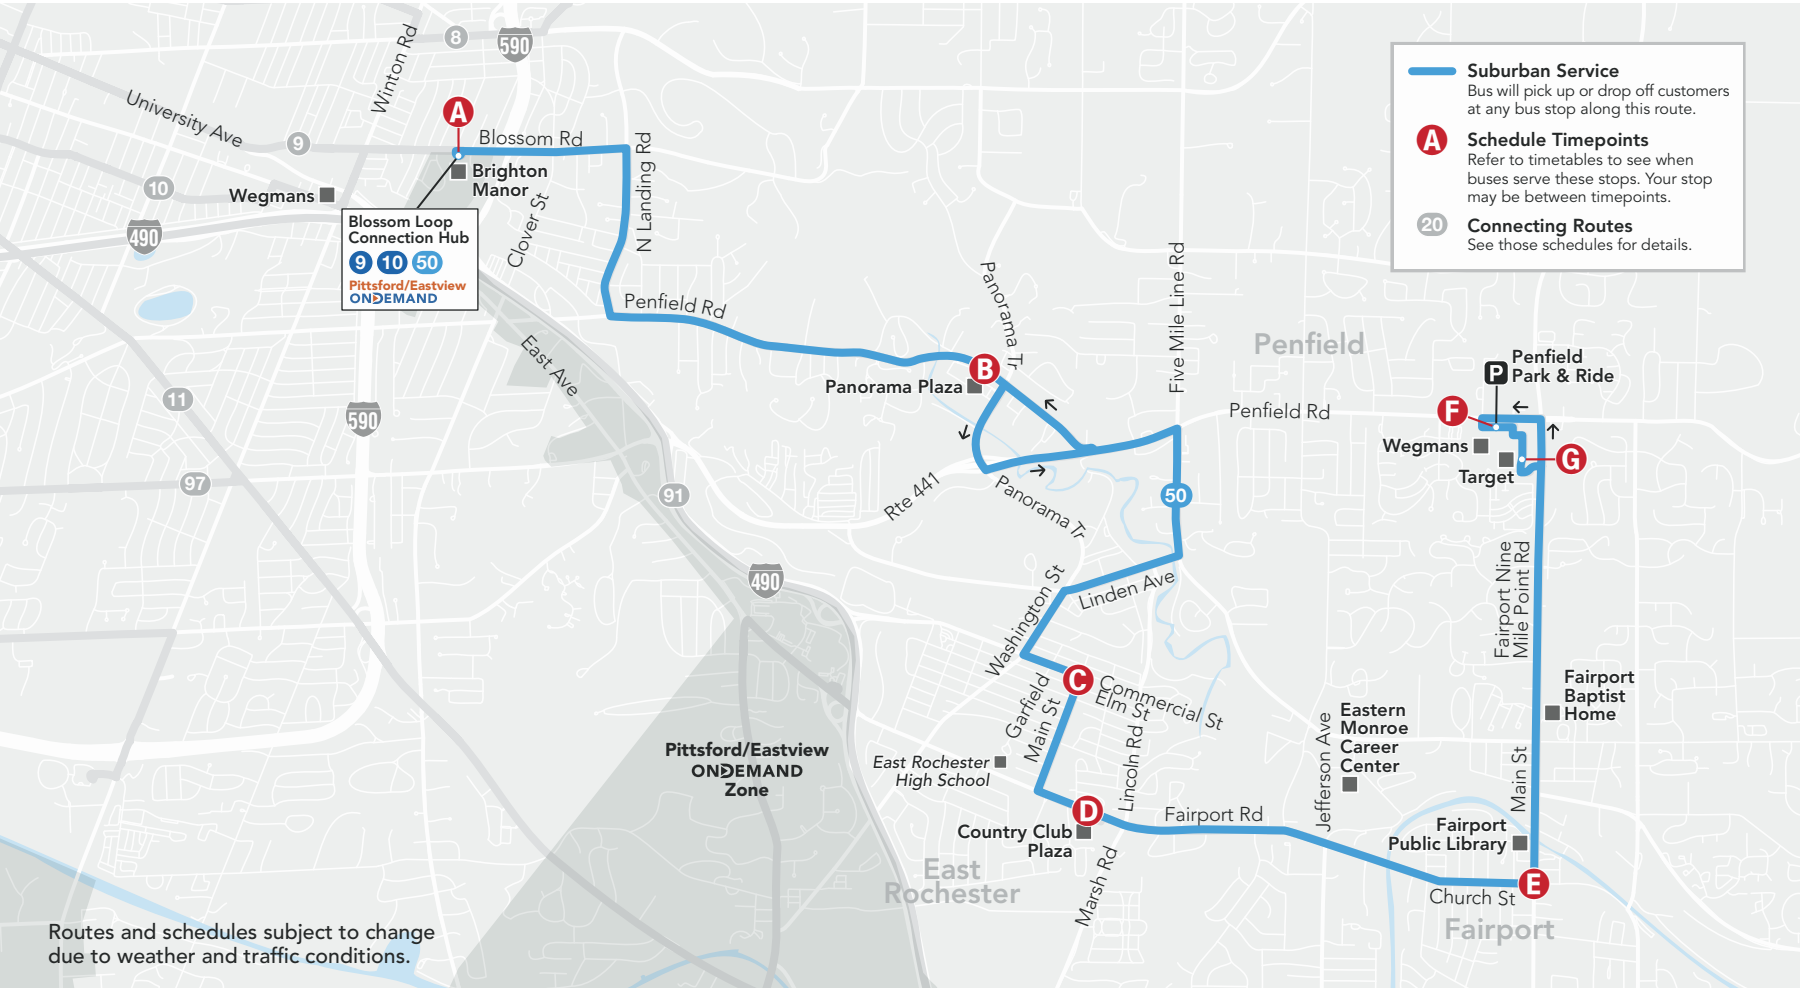 8
590
Winton Rd
University Ave
9
A
Blossom Rd
N Landing Rd
Brighton
Manor
10
Wegmans
490
Blossom Loop
Connection Hub
9 10 50
Pittsford/Eastview
ONDEMAND
Clover St
Penfield Rd
East Ave
590
11
97
91
490
Panorama Tr
B
Panorama Plaza
Five Mile Line Rd
Penfield
Penfield Rd
Rte 441
Panorama Tr
50
Linden Ave
Washington St
C
Commercial St
Elm St
Garfield
Main St
Lincoln Rd
East Rochester
High School
D
Country Club
Plaza
Fairport Rd
Marsh Rd
East
Rochester
Jefferson Ave
Eastern
Monroe
Career
Center
Pittsford/Eastview
ONDEMAND
Zone
P
Penfield
Park & Ride
F
Wegmans
Target
G
Fairport Nine
Mile Point Rd
Fairport
Baptist
Home
Main St
Fairport
Public Library
E
Church St
Fairport
Suburban Service
Bus will pick up or drop off customers
at any bus stop along this route.
A
Schedule Timepoints
Refer to timetables to see when
buses serve these stops. Your stop
may be between timepoints.
20
Connecting Routes
See those schedules for details.
Routes and schedules subject to change
due to weather and traffic conditions.